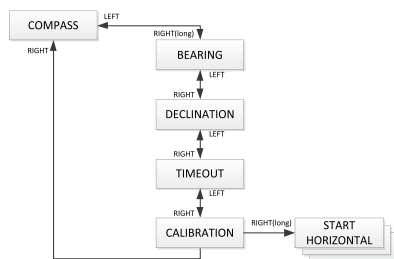 COMPASS
LEFT
RIGHT(long)
RIGHT
BEARING
LEFT
RIGHT
DECLINATION
LEFT
RIGHT
TIMEOUT
LEFT
RIGHT
CALIBRATION
RIGHT(long)
START
HORIZONTAL